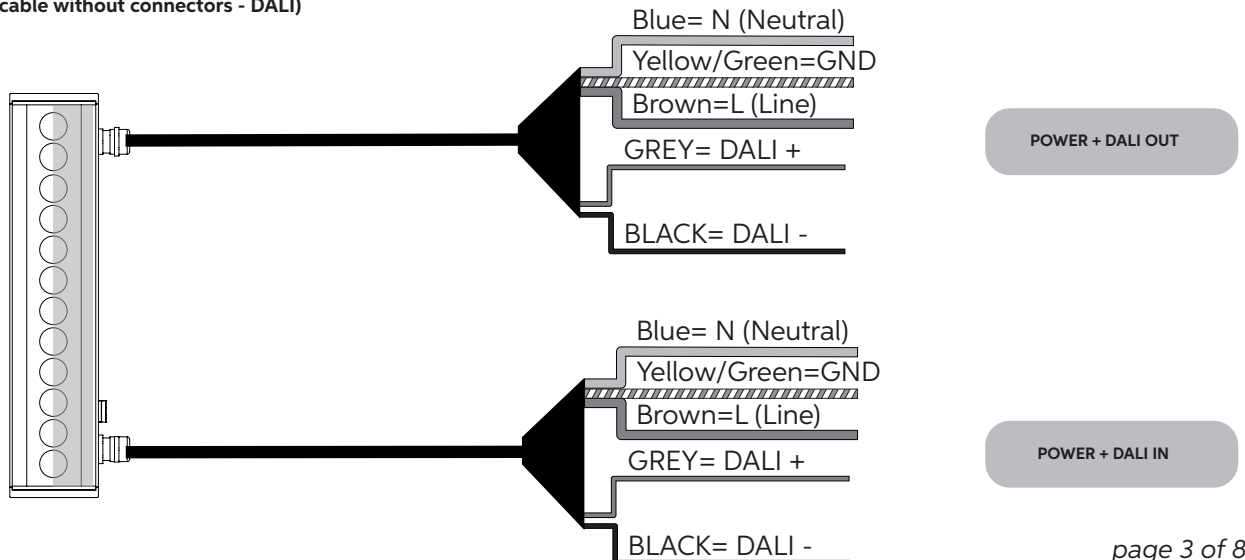 cable without connectors - DALI)
Blue= N (Neutral)
Yellow/Green=GND
Brown=L (Line)
GREY= DALI +
BLACK= DALI -
POWER + DALI OUT
Blue= N (Neutral)
Yellow/Green=GND
Brown=L (Line)
GREY= DALI +
BLACK= DALI -
POWER + DALI IN
page 3 of 8